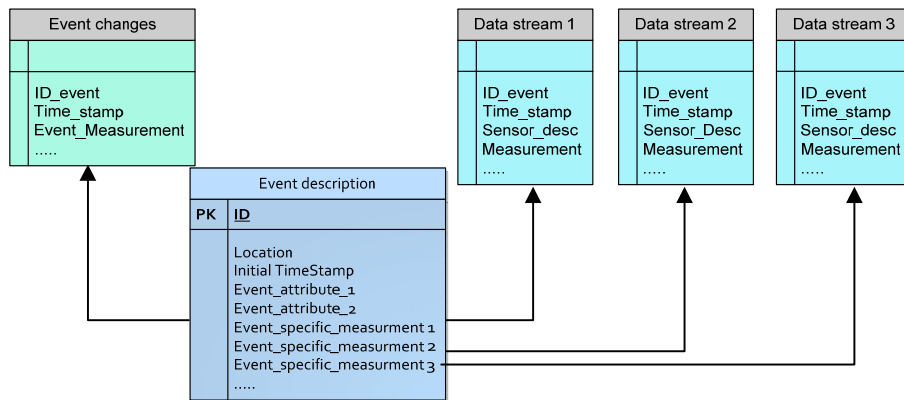 Event changes
ID_event
Time_stamp
Event_Measurement
.....
Data stream 1
ID_event
Time_stamp
Sensor_desc
Measurement
.....
Data stream 2
ID_event
Time_stamp
Sensor_Desc
Measurement
.....
Data stream 3
ID_event
Time_stamp
Sensor_desc
Measurement
.....
Event description
PK ID
Location
Initial TimeStamp
Event_attribute_1
Event_attribute_2
Event_specific_measurment 1
Event_specific_measurment 2
Event_specific_measurment 3
.....